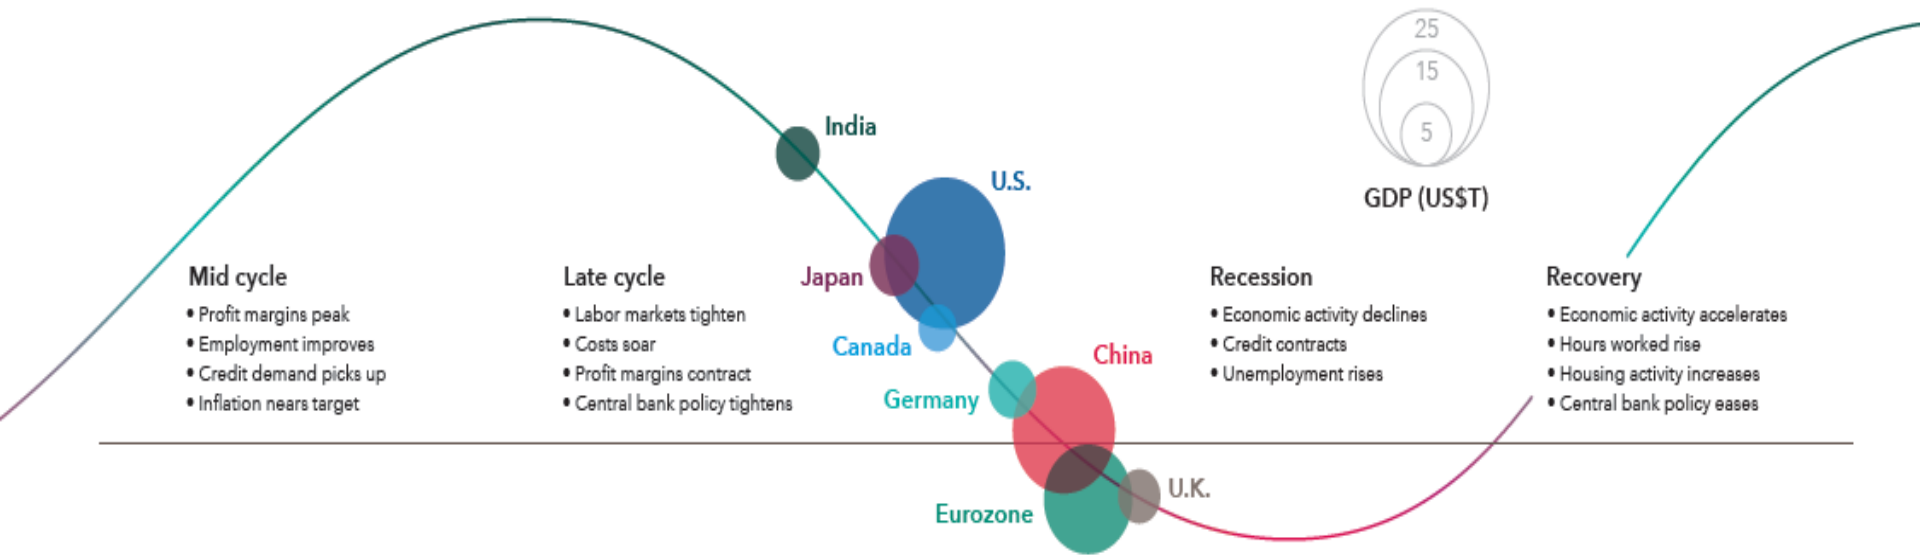 25
15
5
GDP (US$T)
India
U.S.
Japan
Canada
China
Germany
Eurozone
U.K.
Mid cycle
• Profit margins peak
• Employment improves
• Credit demand picks up
• Inflation nears target
Late cycle
• Labor markets tighten
• Costs soar
• Profit margins contract
• Central bank policy tightens
Recession
• Economic activity declines
• Credit contracts
• Unemployment rises
Recovery
• Economic activity accelerates
• Hours worked rise
• Housing activity increases
• Central bank policy eases